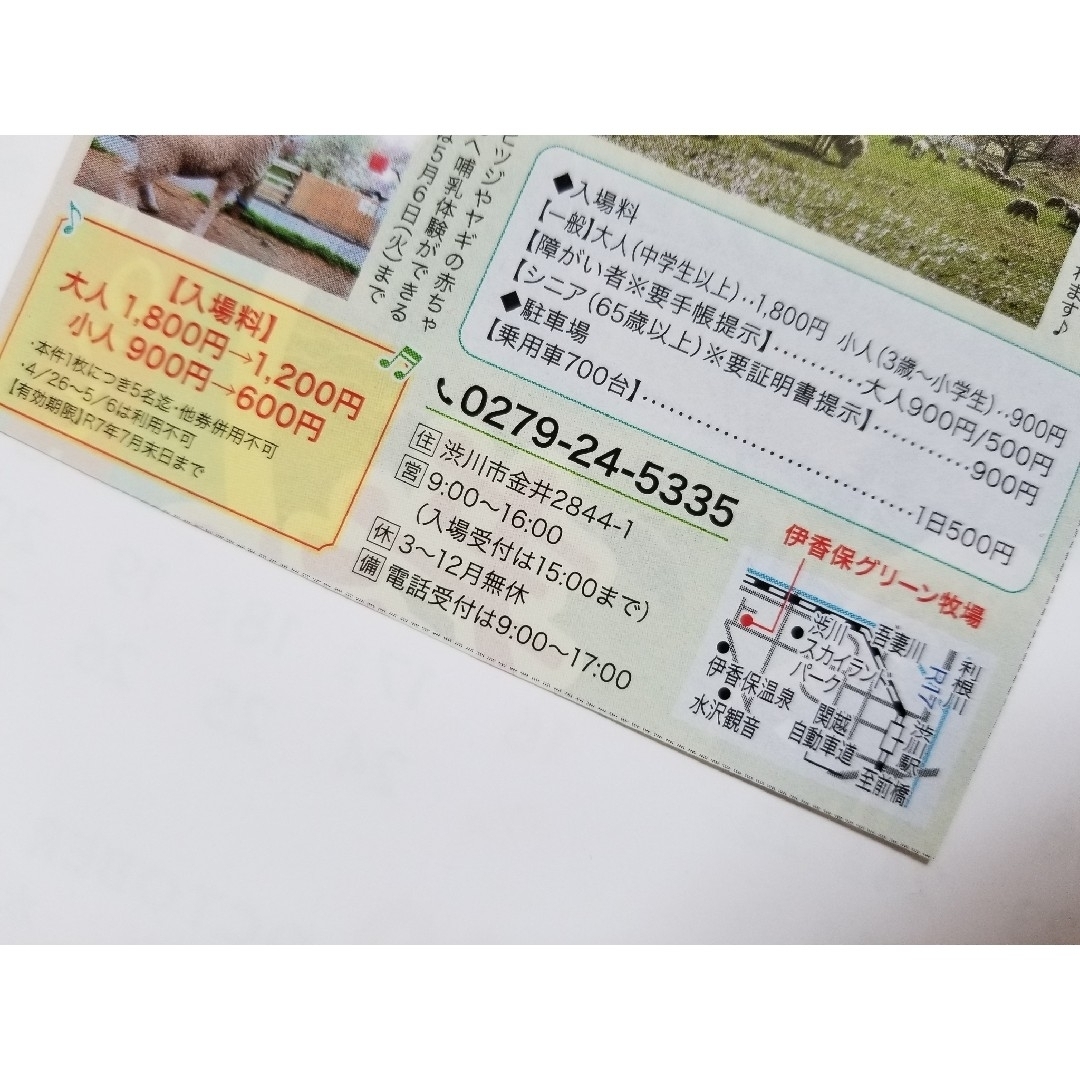 ヒツジやヤギの赤ちゃ
へ哺乳体験ができる
は5月6日(火)まで
れます♪
【入場料】
大人 1,800円→1,200円
小人 900円→600円
・本件1枚につき5名迄・他券併用不可
・4/26～5/6は利用不可
【有効期限】R7年7月末日まで
◆入場料
【一般】大人(中学生以上)‥1,800円 小人(3歳～小学生)‥900円
【障がい者※要手帳提示】………大人900円/500円
【シニア(65歳以上)※要証明書提示】…………900円
◆駐車場
【乗用車700台】……………………………1日500円
0279-24-5335
住 渋川市金井2844-1
営 9:00～16:00
(入場受付は15:00まで)
休 3～12月無休
備 電話受付は9:00～17:00
伊香保グリーン牧場
吾妻川
利根川
渋川
スカイランド
パーク
R17
伊香保温泉
水沢観音
関越
自動車道
渋川駅
至前橋